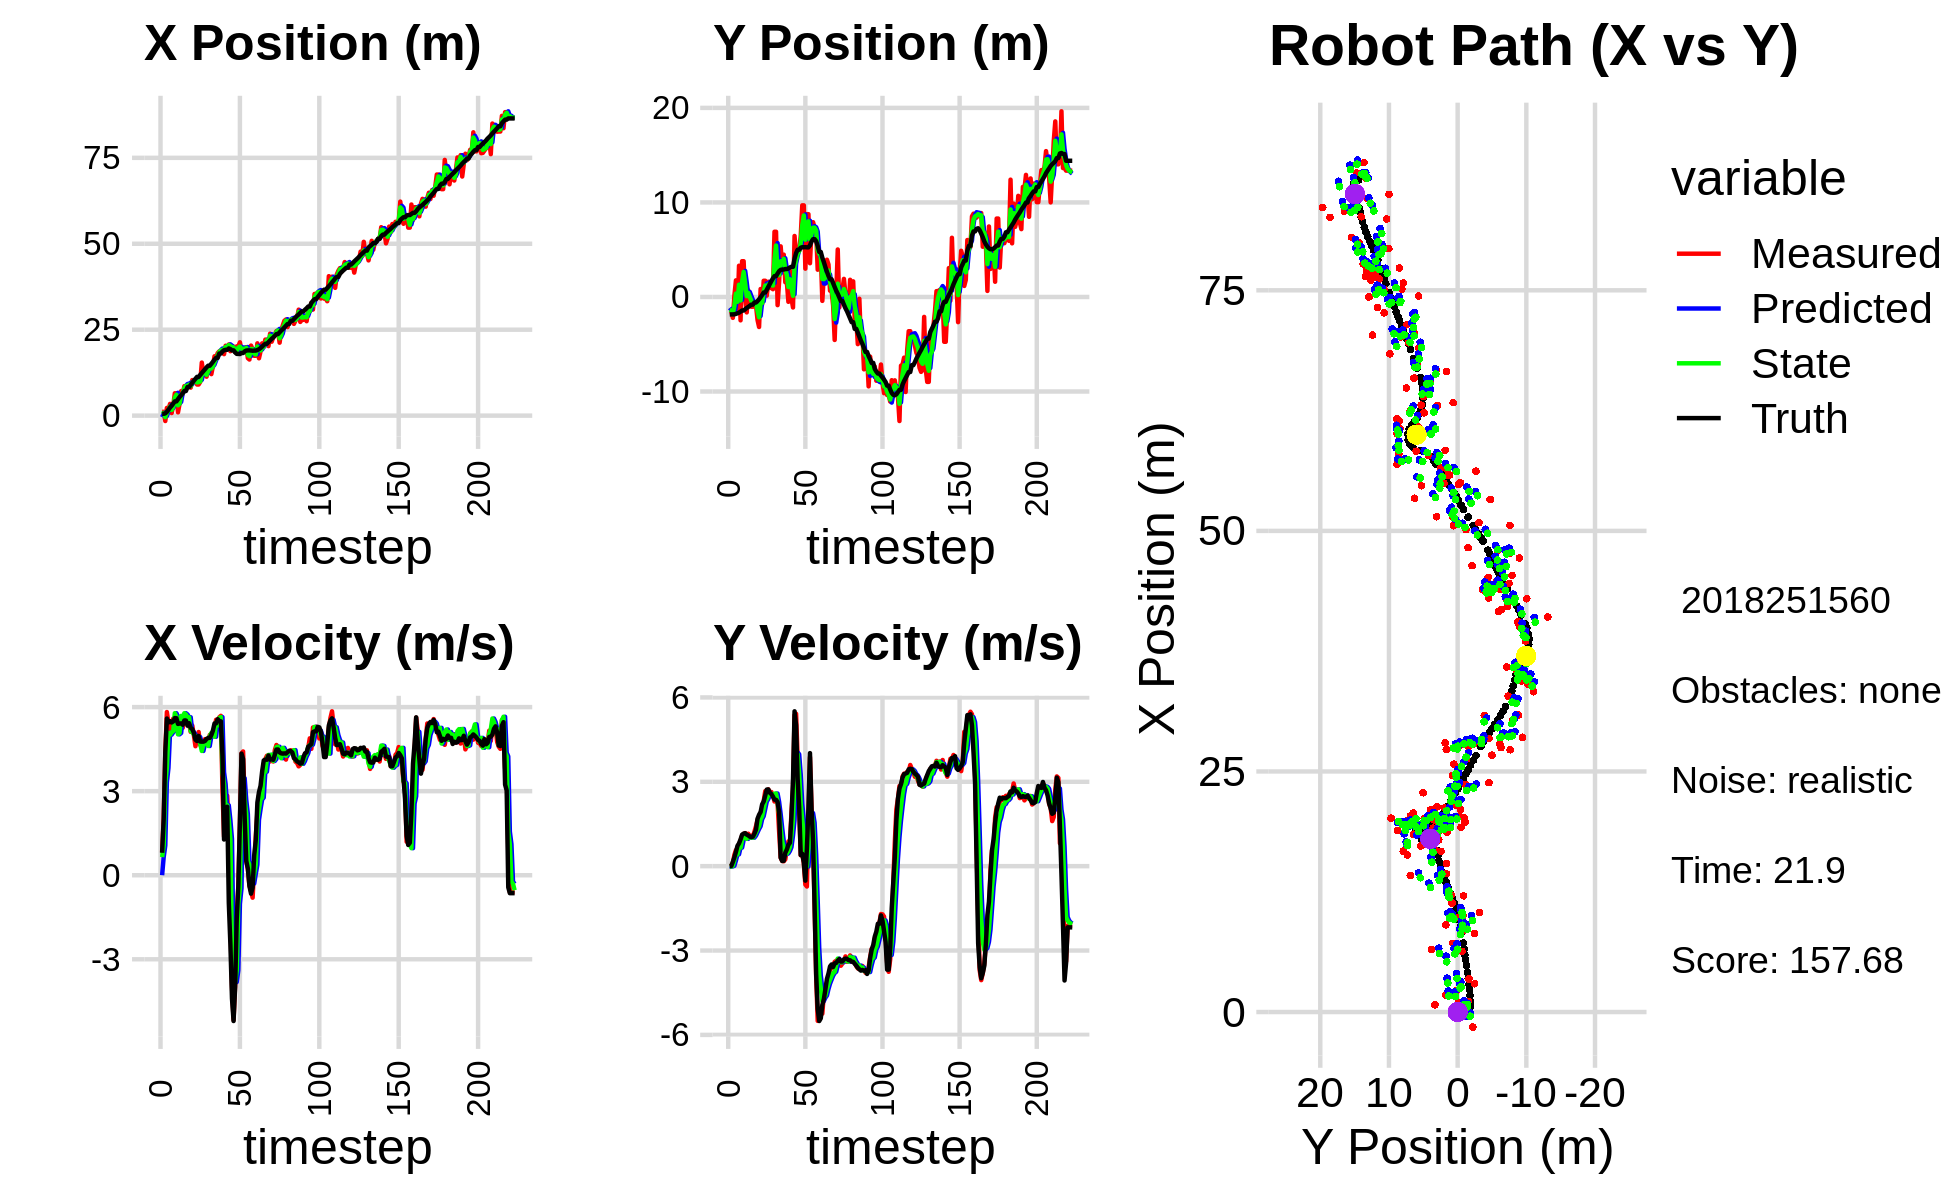 X Position (m)
75
50
25
0
0 50 100 150 200
timestep
Y Position (m)
20
10
0
-10
0 50 100 150 200
timestep
X Velocity (m/s)
6
3
0
-3
0 50 100 150 200
timestep
Y Velocity (m/s)
6
3
0
-3
-6
0 50 100 150 200
timestep
Robot Path (X vs Y)
X Position (m)
75
50
25
0
20 10 0 -10 -20
Y Position (m)
variable
Measured
Predicted
State
Truth
2018251560
Obstacles: none
Noise: realistic
Time: 21.9
Score: 157.68